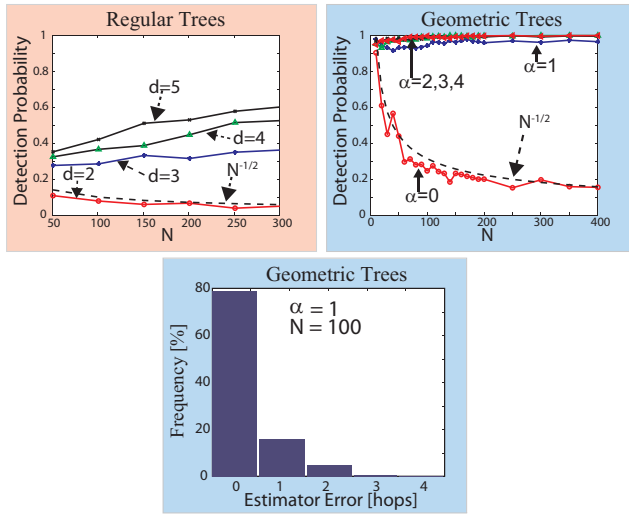 Regular Trees
Detection Probability
1
0.8
0.6
0.4
0.2
0
d=5
d=4
d=2
d=3
N-1/2
50
100
150
200
250
300
N
Geometric Trees
Detection Probability
1
0.8
0.6
0.4
0.2
0
α=2,3,4
α=1
N-1/2
α=0
0
100
200
300
400
N
Geometric Trees
Frequency [%]
80
60
40
20
0
α = 1
N = 100
0
1
2
3
4
Estimator Error [hops]